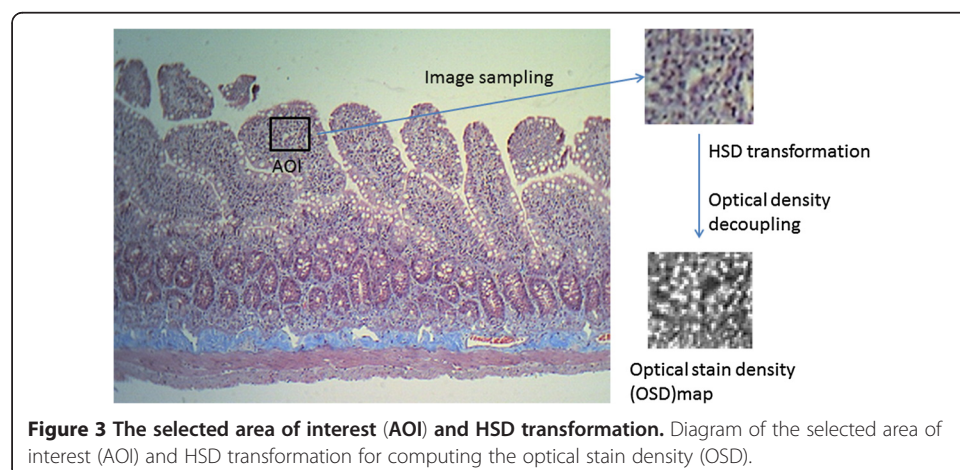 Image sampling
AOI
HSD transformation
Optical density
decoupling
Optical stain density
(OSD)map
Figure 3 The selected area of interest (AOI) and HSD transformation. Diagram of the selected area of
interest (AOI) and HSD transformation for computing the optical stain density (OSD).